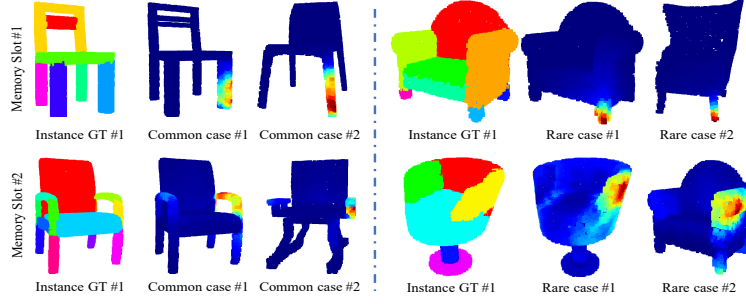 Memory Slot #1
Instance GT #1 Common case #1 Common case #2 Instance GT #1 Rare case #1 Rare case #2
Memory Slot #2
Instance GT #1 Common case #1 Common case #2 Instance GT #1 Rare case #1 Rare case #2